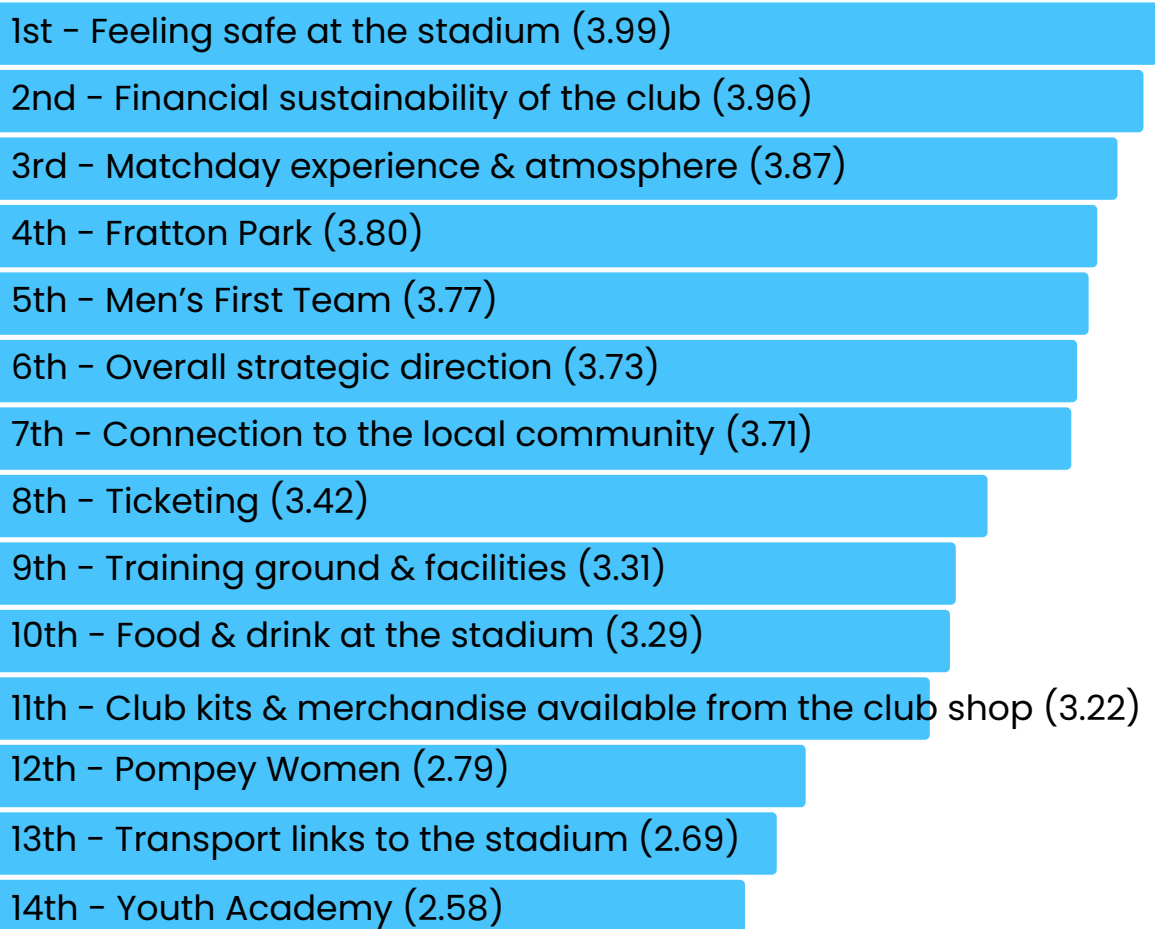 1st - Feeling safe at the stadium (3.99)
2nd - Financial sustainability of the club (3.96)
3rd - Matchday experience & atmosphere (3.87)
4th - Fratton Park (3.80)
5th - Men’s First Team (3.77)
6th - Overall strategic direction (3.73)
7th - Connection to the local community (3.71)
8th - Ticketing (3.42)
9th - Training ground & facilities (3.31)
10th - Food & drink at the stadium (3.29)
11th - Club kits & merchandise available from the club shop (3.22)
12th - Pompey Women (2.79)
13th - Transport links to the stadium (2.69)
14th - Youth Academy (2.58)